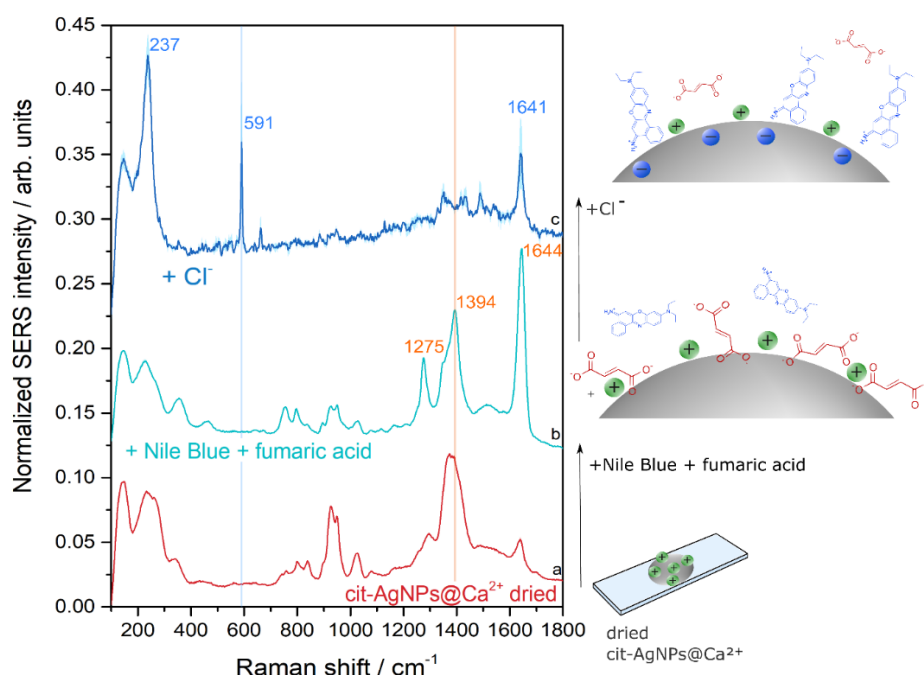 Normalized SERS intensity / arb. units
0.45
0.40
0.35
0.30
0.25
0.20
0.15
0.10
0.05
0.00
237
591
1641
c
+ Cl⁻
1644
1394
1275
b
+ Nile Blue + fumaric acid
a
cit-AgNPs@Ca²⁺ dried
200 400 600 800 1000 1200 1400 1600 1800
Raman shift / cm⁻¹
+Cl⁻
+Nile Blue + fumaric acid
dried
cit-AgNPs@Ca²⁺